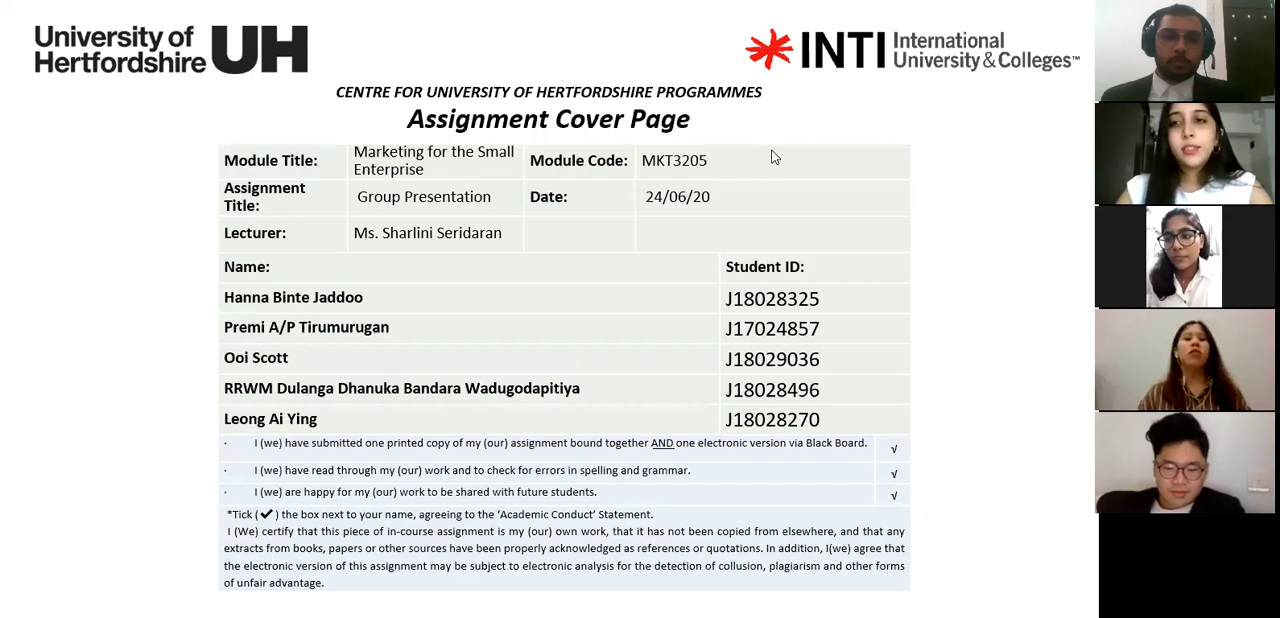 University of
Hertfordshire UH
INTI International
University & Colleges™
CENTRE FOR UNIVERSITY OF HERTFORDSHIRE PROGRAMMES
Assignment Cover Page
Module Title: Marketing for the Small Enterprise Module Code: MKT3205
Assignment Title: Group Presentation Date: 24/06/20
Lecturer: Ms. Sharlini Seridaran
Name: Student ID:
Hanna Binte Jaddoo J18028325
Premi A/P Tirumurugan J17024857
Ooi Scott J18029036
RRWM Dulanga Dhanuka Bandara Wadugodapitiya J18028496
Leong Ai Ying J18028270
· I (we) have submitted one printed copy of my (our) assignment bound together AND one electronic version via Black Board. √
· I (we) have read through my (our) work and to check for errors in spelling and grammar. √
· I (we) are happy for my (our) work to be shared with future students. √
*Tick (✔) the box next to your name, agreeing to the ‘Academic Conduct’ Statement.
I (We) certify that this piece of in-course assignment is my (our) own work, that it has not been copied from elsewhere, and that any
extracts from books, papers or other sources have been properly acknowledged as references or quotations. In addition, I(we) agree that
the electronic version of this assignment may be subject to electronic analysis for the detection of collusion, plagiarism and other forms
of unfair advantage.